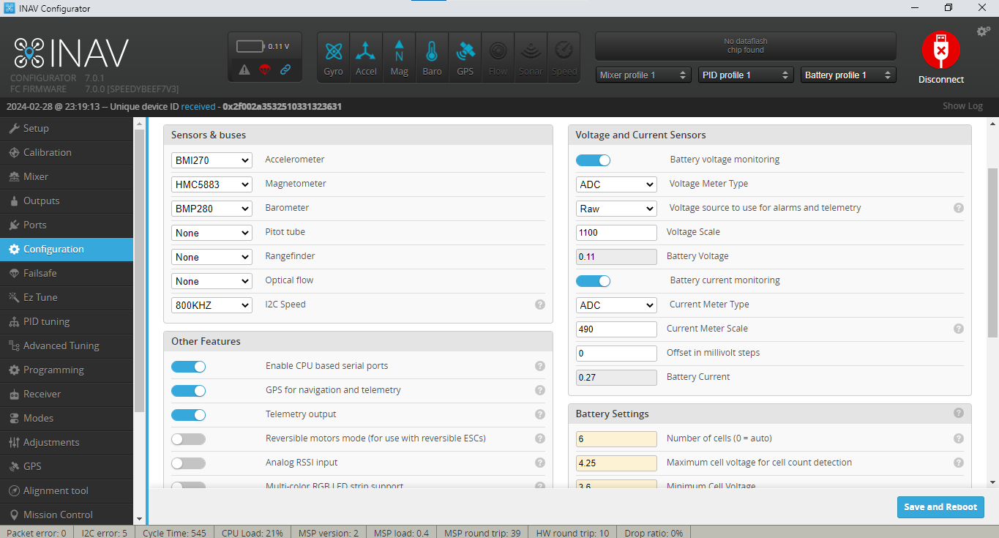 INAV Configurator
INAV
CONFIGURATOR 7.0.1
FC FIRMWARE 7.0.0 [SPEEDYBEEF7V3]
0.11 V
Gyro
Accel
Mag
Baro
GPS
Flow
Sonar
Speed
No dataflash
chip found
Mixer profile 1
PID profile 1
Battery profile 1
Disconnect
2024-02-28 @ 23:19:13 -- Unique device ID received - 0x2f002a3532510331323631
Show Log
Setup
Calibration
Mixer
Outputs
Ports
Configuration
Failsafe
Ez Tune
PID tuning
Advanced Tuning
Programming
Receiver
Modes
Adjustments
GPS
Alignment tool
Mission Control
Sensors & buses
BMI270 Accelerometer
HMC5883 Magnetometer
BMP280 Barometer
None Pitot tube
None Rangefinder
None Optical flow
800KHZ I2C Speed
Other Features
Enable CPU based serial ports
GPS for navigation and telemetry
Telemetry output
Reversible motors mode (for use with reversible ESCs)
Analog RSSI input
Multi-color RGB LED strip support
Voltage and Current Sensors
Battery voltage monitoring
ADC Voltage Meter Type
Raw Voltage source to use for alarms and telemetry
1100 Voltage Scale
0.11 Battery Voltage
Battery current monitoring
ADC Current Meter Type
490 Current Meter Scale
0 Offset in millivolt steps
0.27 Battery Current
Battery Settings
6 Number of cells (0 = auto)
4.25 Maximum cell voltage for cell count detection
3.6 Minimum Cell Voltage
Save and Reboot
Packet error: 0
I2C error: 5
Cycle Time: 545
CPU Load: 21%
MSP version: 2
MSP load: 0.4
MSP round trip: 39
HW round trip: 10
Drop ratio: 0%